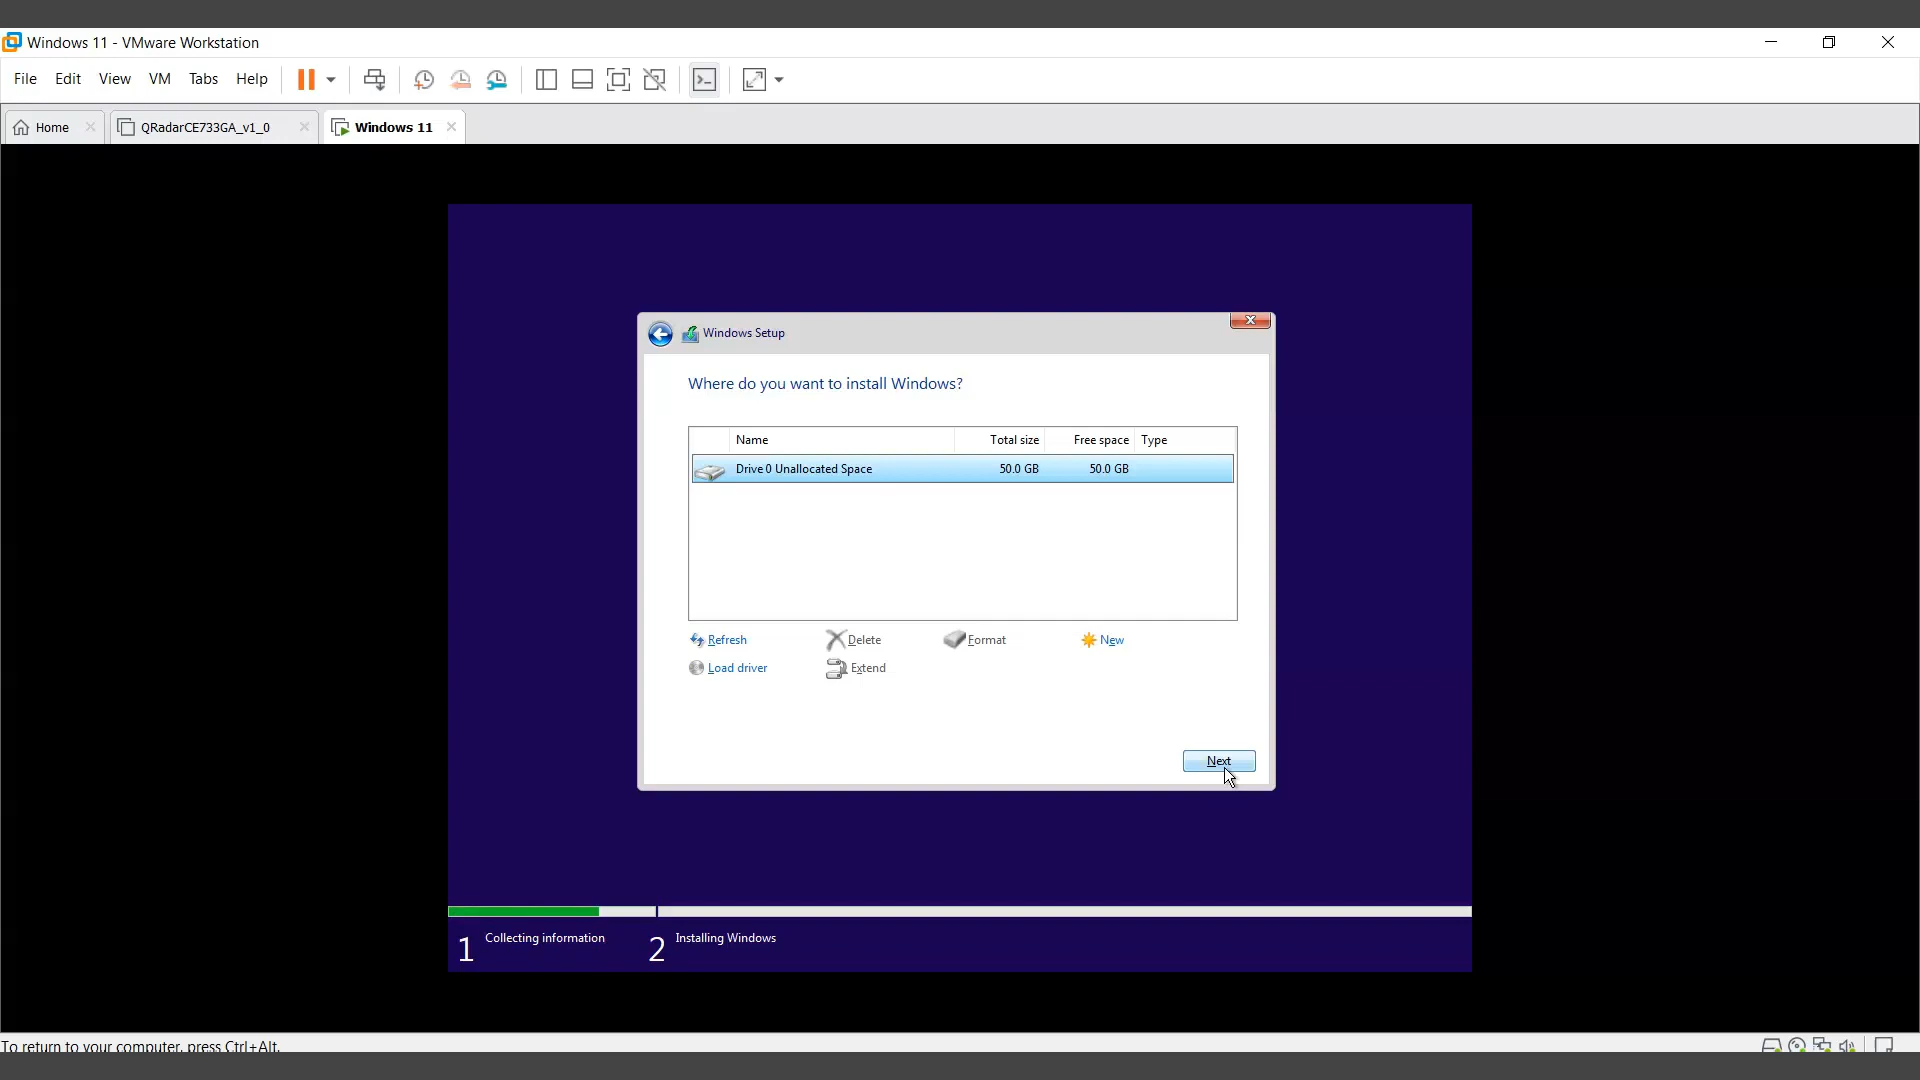 Windows 11 - VMware Workstation
File Edit View VM Tabs Help
Home QRadarCE733GA_v1_0 Windows 11
Windows Setup
Where do you want to install Windows?
Name Total size Free space Type
Drive 0 Unallocated Space 50.0 GB 50.0 GB
Refresh Delete Format New
Load driver Extend
Next
1 Collecting information 2 Installing Windows
To return to your computer, press Ctrl+Alt.